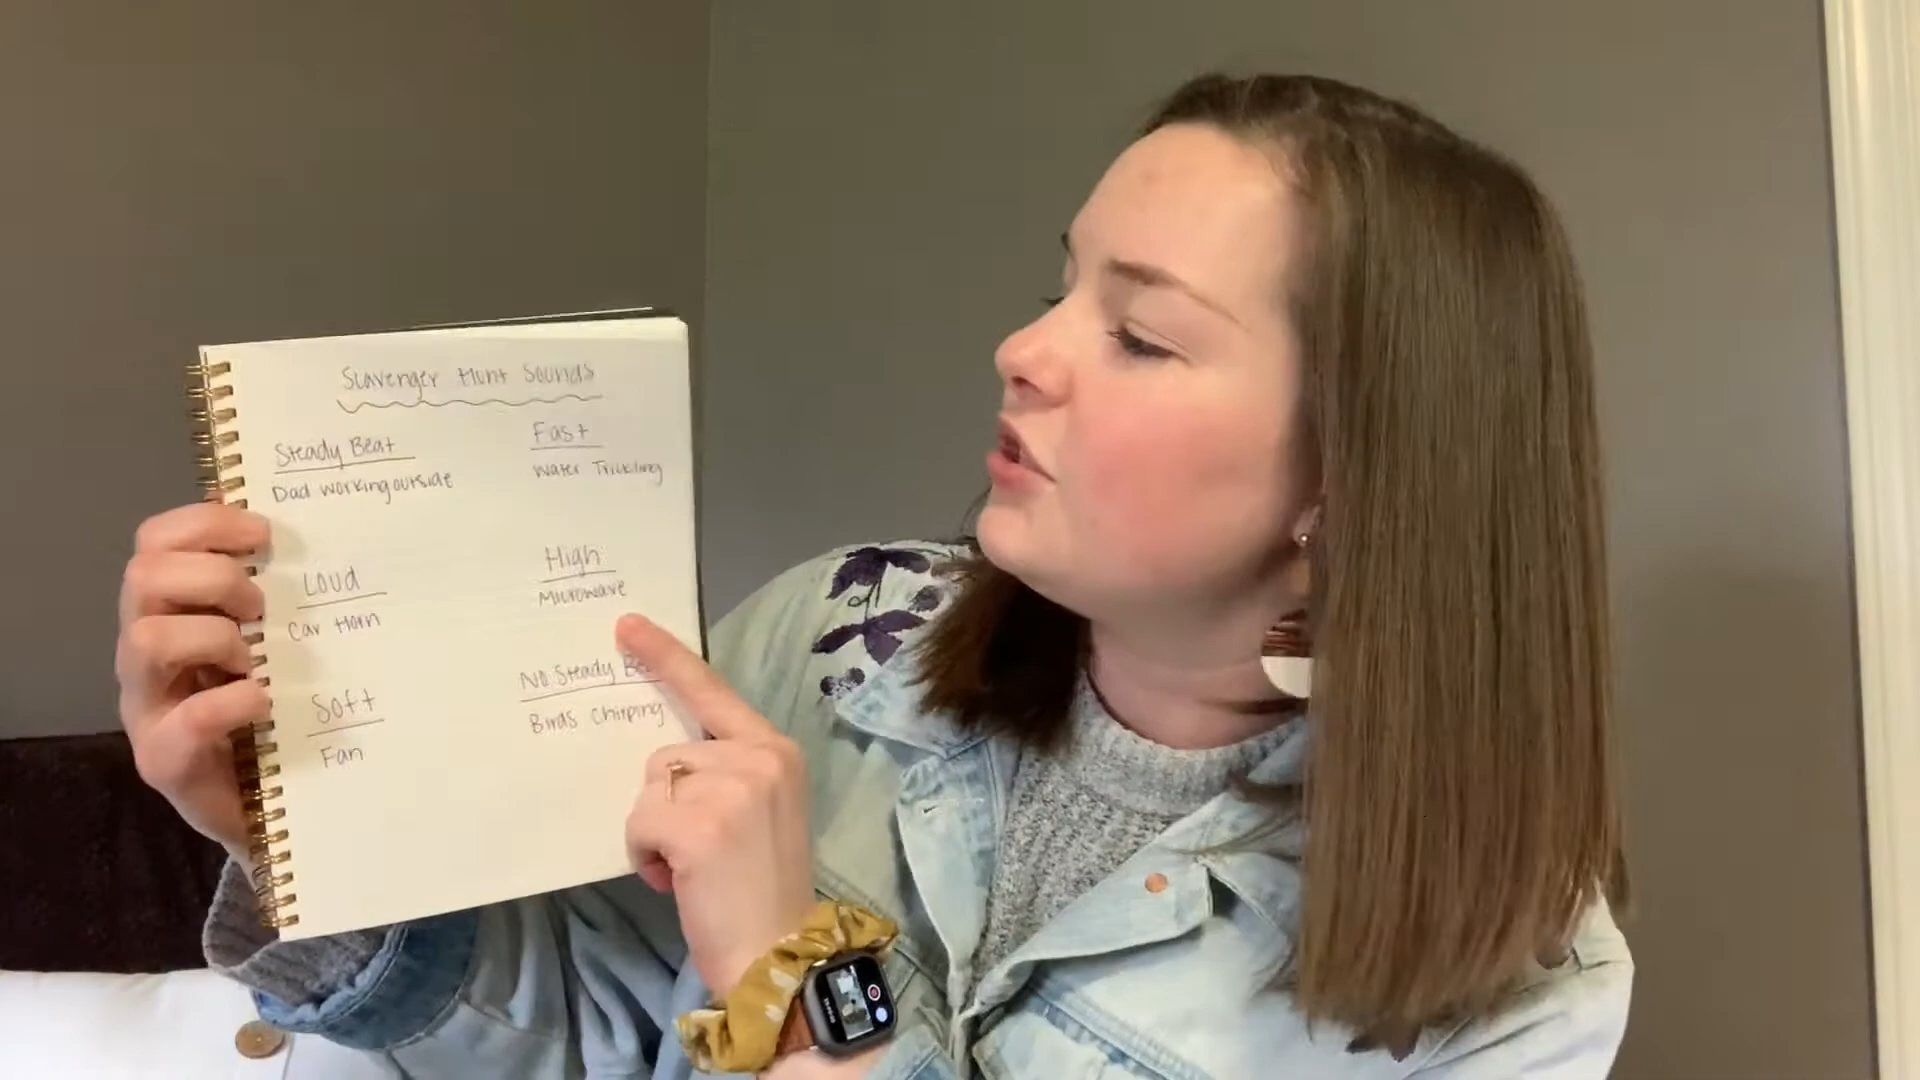 Scavenger Hunt Sounds
Steady Beat
Dad working outside
Loud
Car Horn
Soft
Fan
Fast
Water Trickling
High
Microwave
No Steady
Birds Chirping